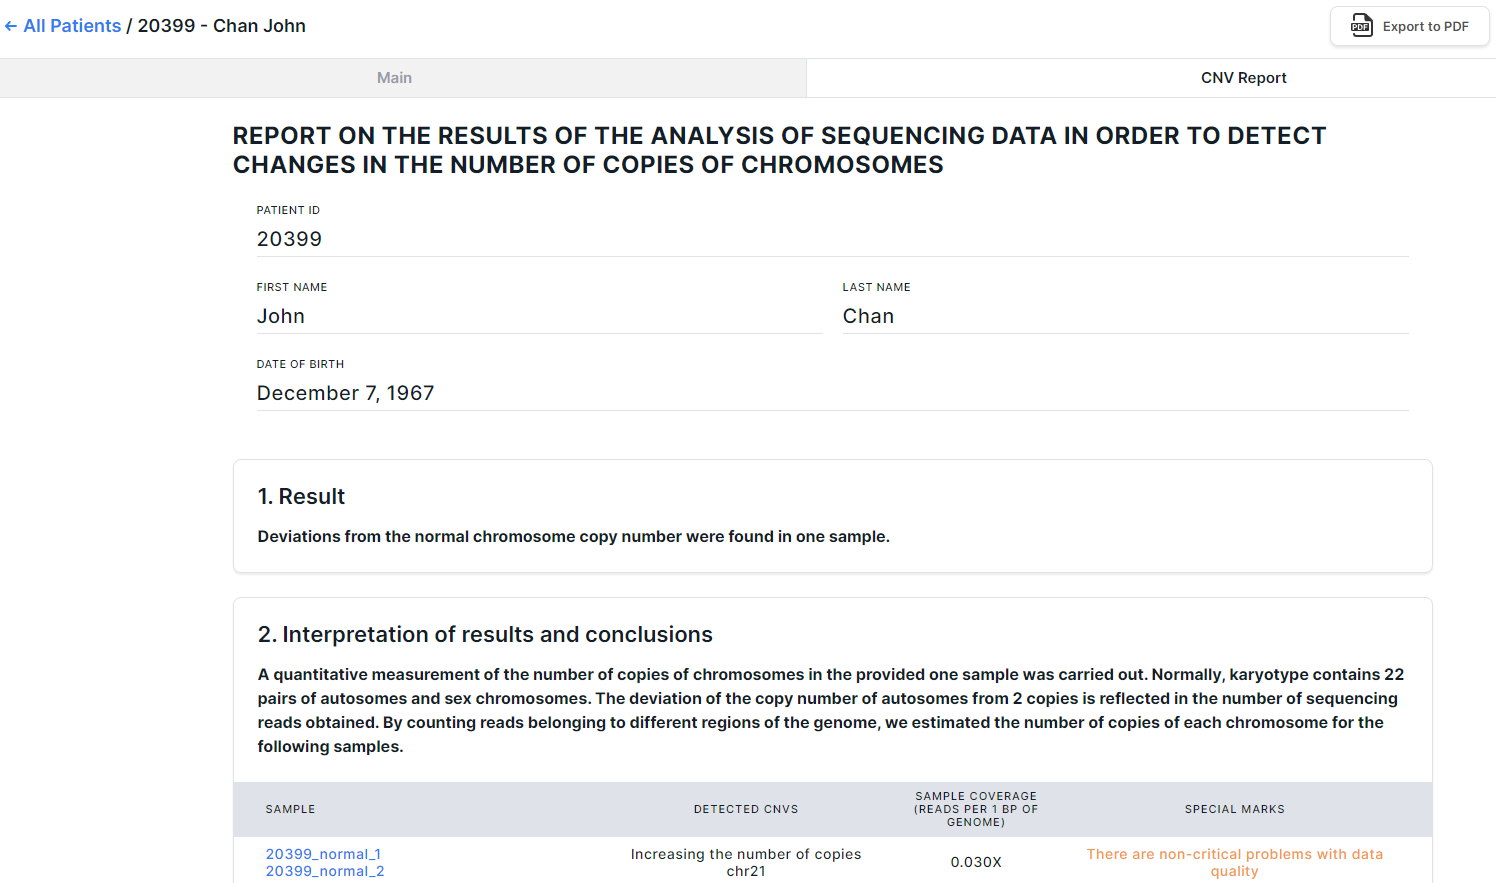 ← All Patients / 20399 - Chan John
PDF Export to PDF
Main
CNV Report
REPORT ON THE RESULTS OF THE ANALYSIS OF SEQUENCING DATA IN ORDER TO DETECT
CHANGES IN THE NUMBER OF COPIES OF CHROMOSOMES
PATIENT ID
20399
FIRST NAME
John
LAST NAME
Chan
DATE OF BIRTH
December 7, 1967
1. Result
Deviations from the normal chromosome copy number were found in one sample.
2. Interpretation of results and conclusions
A quantitative measurement of the number of copies of chromosomes in the provided one sample was carried out. Normally, karyotype contains 22
pairs of autosomes and sex chromosomes. The deviation of the copy number of autosomes from 2 copies is reflected in the number of sequencing
reads obtained. By counting reads belonging to different regions of the genome, we estimated the number of copies of each chromosome for the
following samples.
SAMPLE
DETECTED CNVS
SAMPLE COVERAGE
(READS PER 1 BP OF
GENOME)
SPECIAL MARKS
20399_normal_1
20399_normal_2
Increasing the number of copies
chr21
0.030X
There are non-critical problems with data
quality